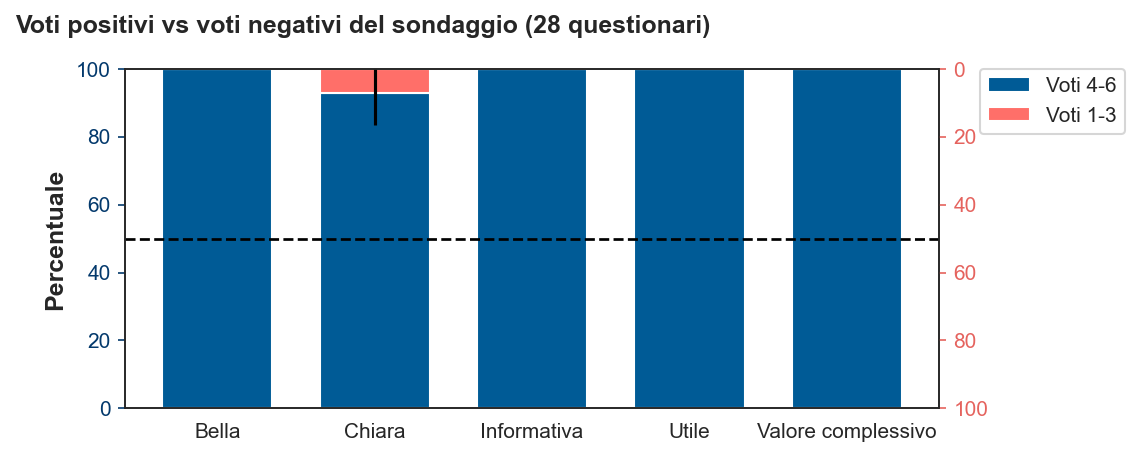 Voti positivi vs voti negativi del sondaggio (28 questionari)
100
80
60
40
20
0
Percentuale
0
20
40
60
80
100
Voti 4-6
Voti 1-3
Bella
Chiara
Informativa
Utile
Valore complessivo